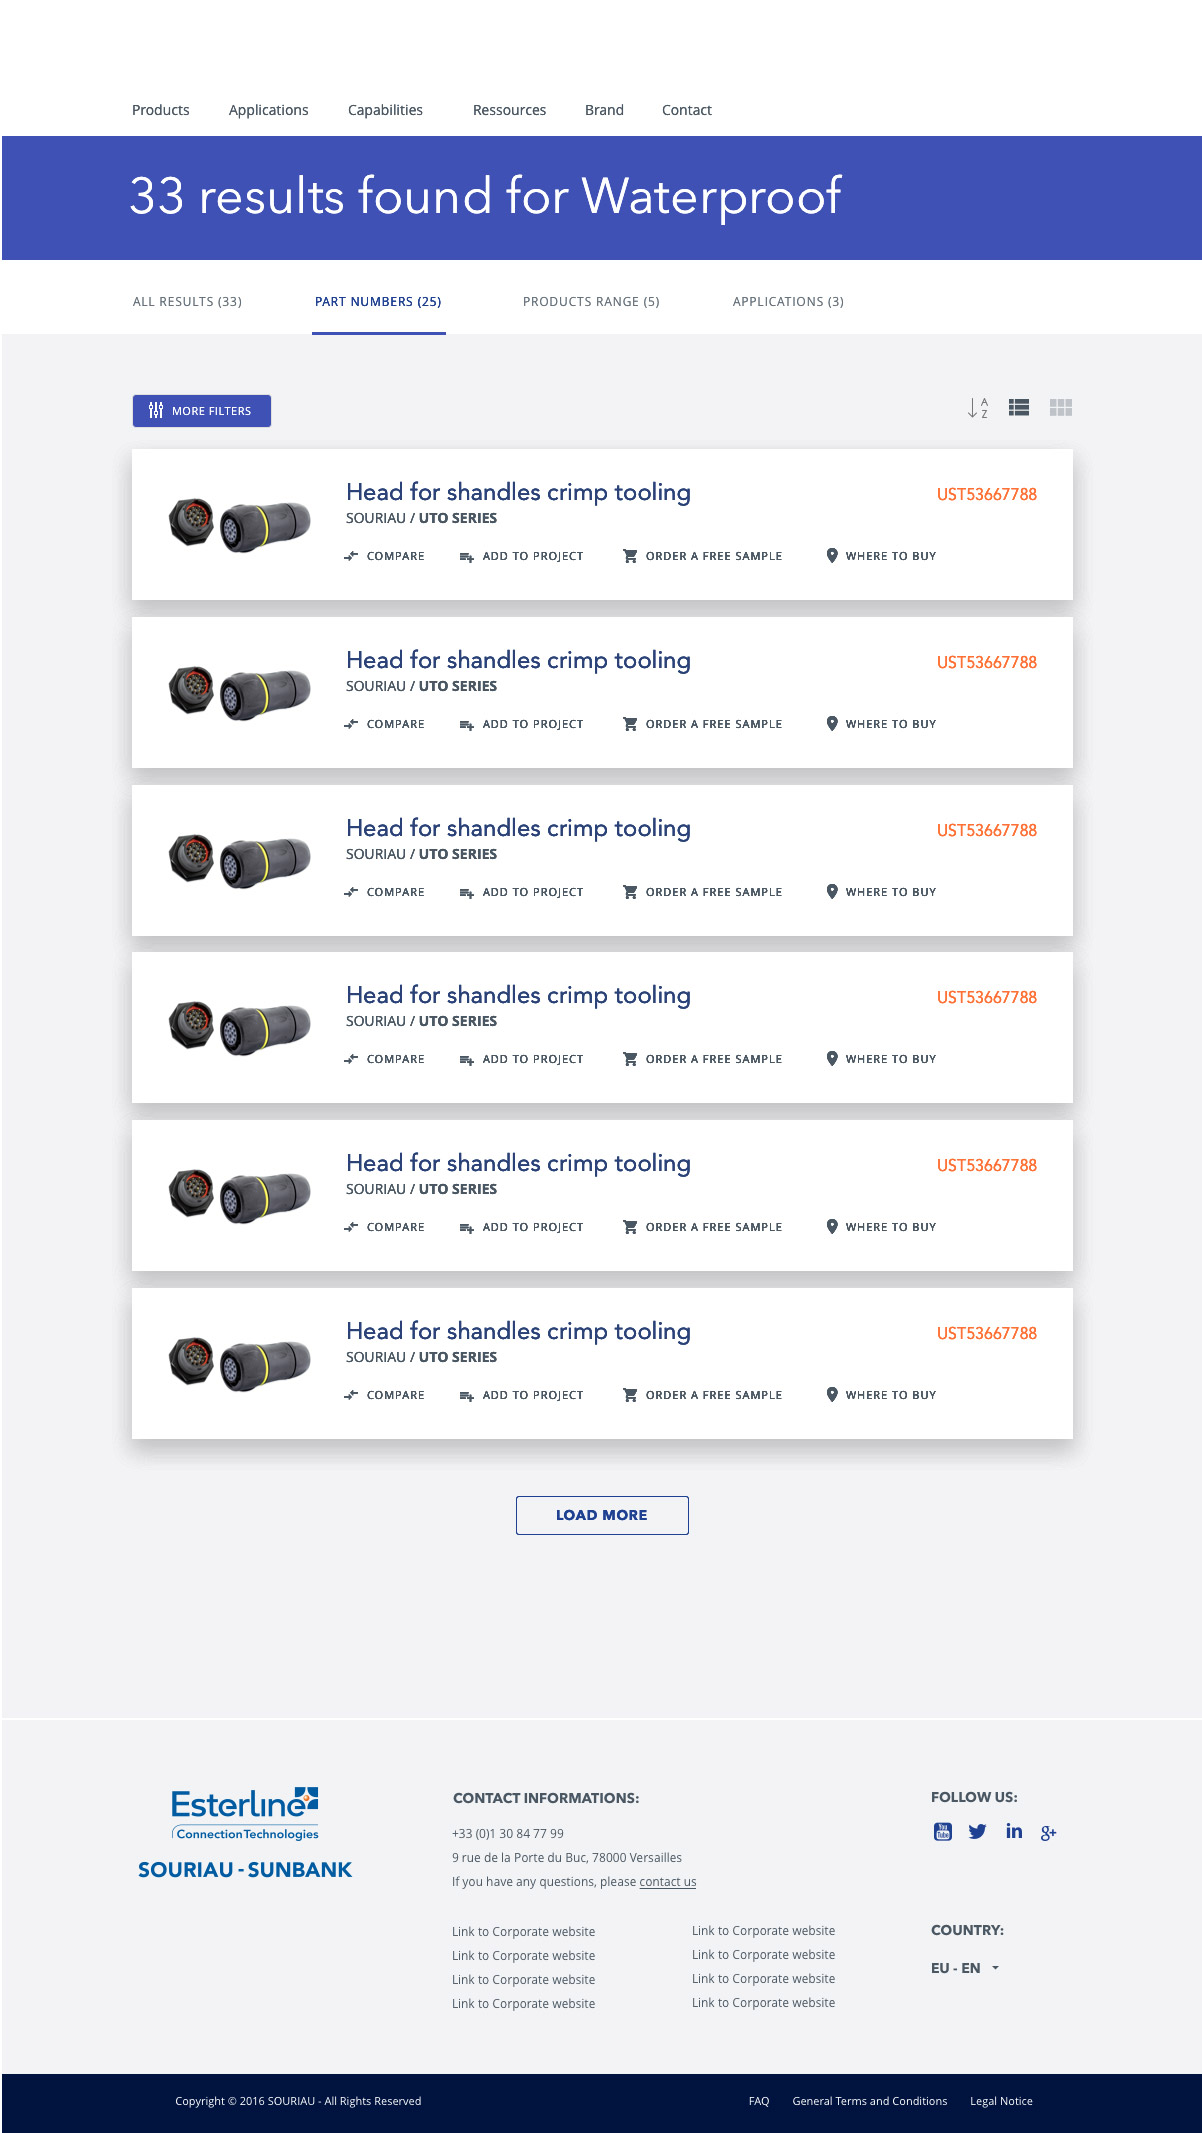 Products Applications Capabilities Ressources Brand Contact
33 results found for Waterproof
ALL RESULTS (33) PART NUMBERS (25) PRODUCTS RANGE (5) APPLICATIONS (3)
MORE FILTERS
A
Z
Head for shandles crimp tooling UST53667788
SOURIAU / UTO SERIES
COMPARE ADD TO PROJECT ORDER A FREE SAMPLE WHERE TO BUY
Head for shandles crimp tooling UST53667788
SOURIAU / UTO SERIES
COMPARE ADD TO PROJECT ORDER A FREE SAMPLE WHERE TO BUY
Head for shandles crimp tooling UST53667788
SOURIAU / UTO SERIES
COMPARE ADD TO PROJECT ORDER A FREE SAMPLE WHERE TO BUY
Head for shandles crimp tooling UST53667788
SOURIAU / UTO SERIES
COMPARE ADD TO PROJECT ORDER A FREE SAMPLE WHERE TO BUY
Head for shandles crimp tooling UST53667788
SOURIAU / UTO SERIES
COMPARE ADD TO PROJECT ORDER A FREE SAMPLE WHERE TO BUY
Head for shandles crimp tooling UST53667788
SOURIAU / UTO SERIES
COMPARE ADD TO PROJECT ORDER A FREE SAMPLE WHERE TO BUY
LOAD MORE
Esterline
Connection Technologies
SOURIAU - SUNBANK
CONTACT INFORMATIONS:
+33 (0)1 30 84 77 99
9 rue de la Porte du Buc, 78000 Versailles
If you have any questions, please contact us
Link to Corporate website
Link to Corporate website
Link to Corporate website
Link to Corporate website
Link to Corporate website
Link to Corporate website
Link to Corporate website
Link to Corporate website
FOLLOW US:
You Tube in g+
COUNTRY:
EU - EN
Copyright © 2016 SOURIAU - All Rights Reserved FAQ General Terms and Conditions Legal Notice